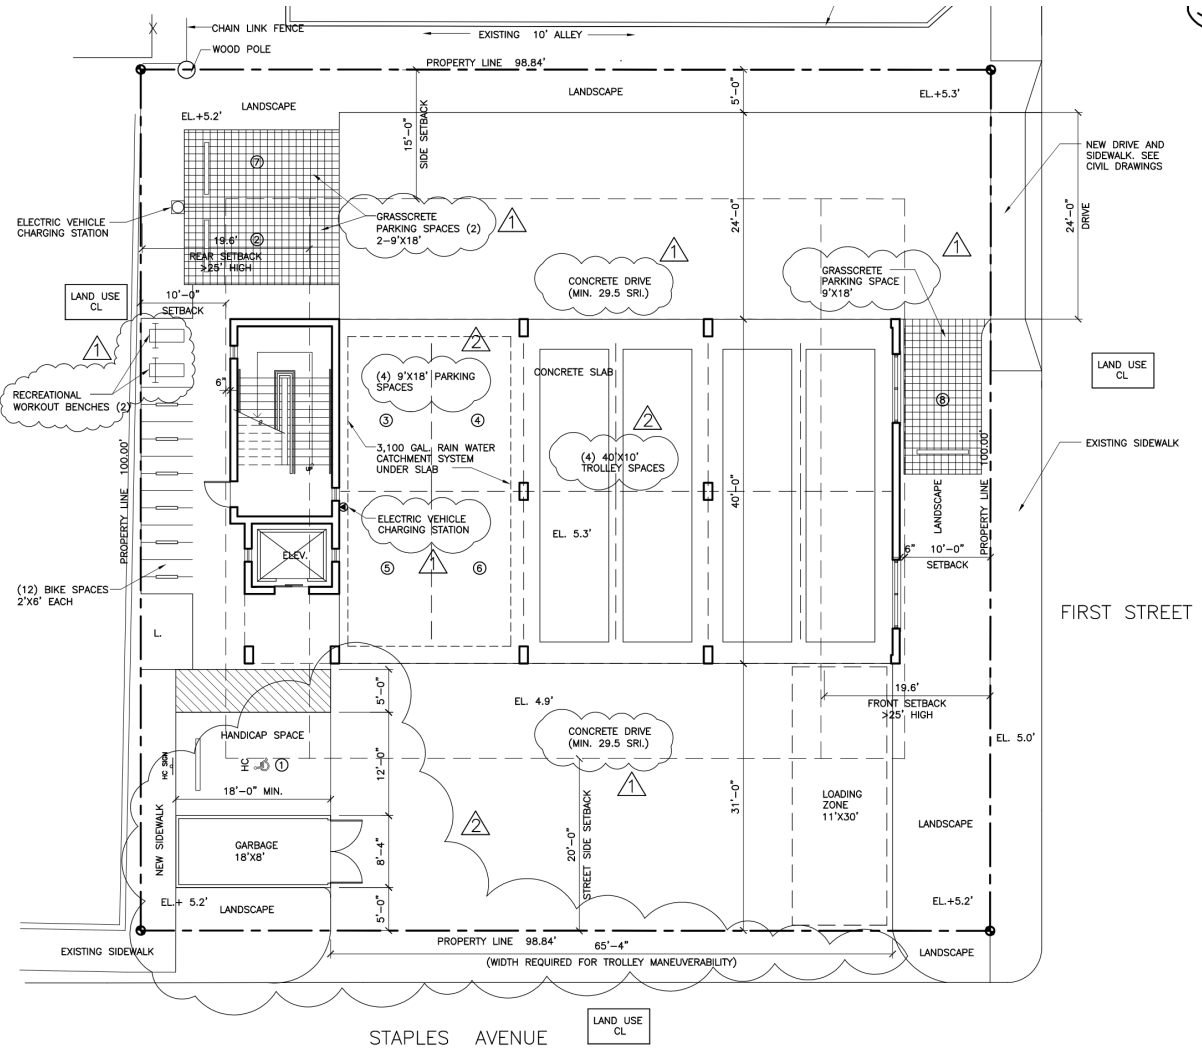 CHAIN LINK FENCE
WOOD POLE
EXISTING 10' ALLEY
PROPERTY LINE 98.84'
LANDSCAPE
LANDSCAPE
EL.+5.2'
EL.+5.3'
5'-0"
15'-0"
SIDE SETBACK
NEW DRIVE AND
SIDEWALK. SEE
CIVIL DRAWINGS
24'-0"
DRIVE
24'-0"
7
ELECTRIC VEHICLE
CHARGING STATION
2
GRASSCRETE
PARKING SPACES (2)
2-9'X18'
1
19.6'
REAR SETBACK
>25' HIGH
CONCRETE DRIVE
(MIN. 29.5 SRI.)
1
GRASSCRETE
PARKING SPACE
9'X18'
1
LAND USE
CL
10'-0"
SETBACK
1
RECREATIONAL
WORKOUT BENCHES (2)
6"
UP
(4) 9'X18' PARKING
SPACES
2
3
4
3,100 GAL. RAIN WATER
CATCHMENT SYSTEM
UNDER SLAB
CONCRETE SLAB
2
(4) 40'X10'
TROLLEY SPACES
40'-0"
8
LAND USE
CL
EXISTING SIDEWALK
PROPERTY LINE 100.00'
PROPERTY LINE 100.00'
LANDSCAPE
ELECTRIC VEHICLE
CHARGING STATION
1
5
6
EL. 5.3'
ELEV.
6"
10'-0"
SETBACK
(12) BIKE SPACES
2'X6' EACH
L.
FIRST STREET
5'-0"
EL. 4.9'
19.6'
FRONT SETBACK
>25' HIGH
HANDICAP SPACE
HC SIGN
HC
1
12'-0"
18'-0" MIN.
CONCRETE DRIVE
(MIN. 29.5 SRI.)
1
EL. 5.0'
31'-0"
LOADING
ZONE
11'X30'
LANDSCAPE
NEW SIDEWALK
GARBAGE
18'X8'
8'-4"
2
20'-0"
STREET SIDE SETBACK
EL.+ 5.2'
LANDSCAPE
5'-0"
EL.+5.2'
EXISTING SIDEWALK
PROPERTY LINE 98.84'
65'-4"
(WIDTH REQUIRED FOR TROLLEY MANEUVERABILITY)
LANDSCAPE
STAPLES AVENUE
LAND USE
CL